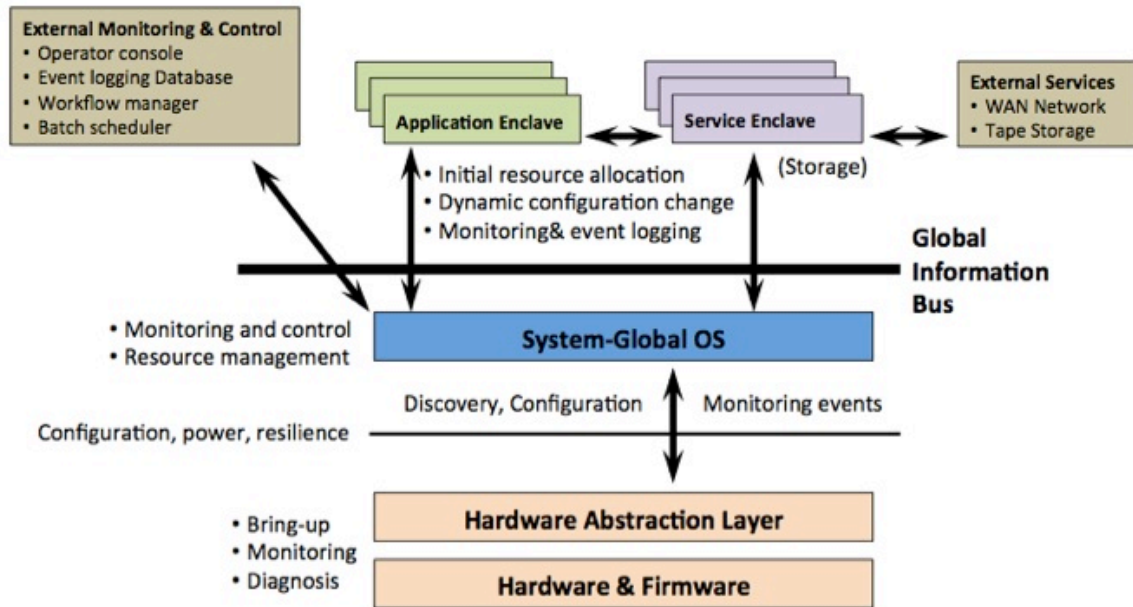 External Monitoring & Control
• Operator console
• Event logging Database
• Workflow manager
• Batch scheduler
Application Enclave
Service Enclave
External Services
• WAN Network
• Tape Storage
(Storage)
• Initial resource allocation
• Dynamic configuration change
• Monitoring& event logging
Global
Information
Bus
• Monitoring and control
• Resource management
System-Global OS
Discovery, Configuration
Monitoring events
Configuration, power, resilience
Hardware Abstraction Layer
• Bring-up
• Monitoring
• Diagnosis
Hardware & Firmware